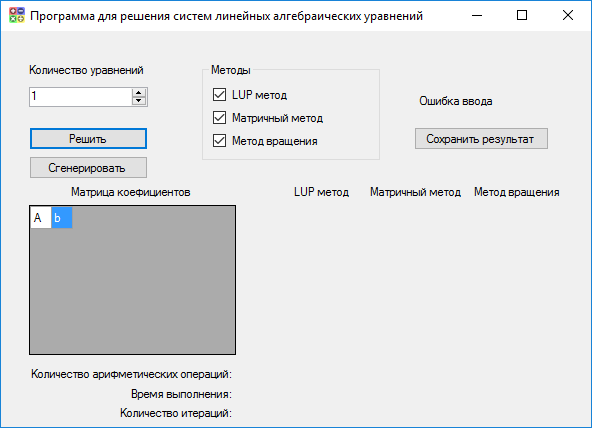 Программа для решения систем линейных алгебраических уравнений
Количество уравнений
1
Решить
Сгенерировать
Методы
LUP метод
Матричный метод
Метод вращения
Ошибка ввода
Сохранить результат
Матрица коефициентов
LUP метод Матричный метод Метод вращения
A b
Количество арифметических операций:
Время выполнения:
Количество итераций: